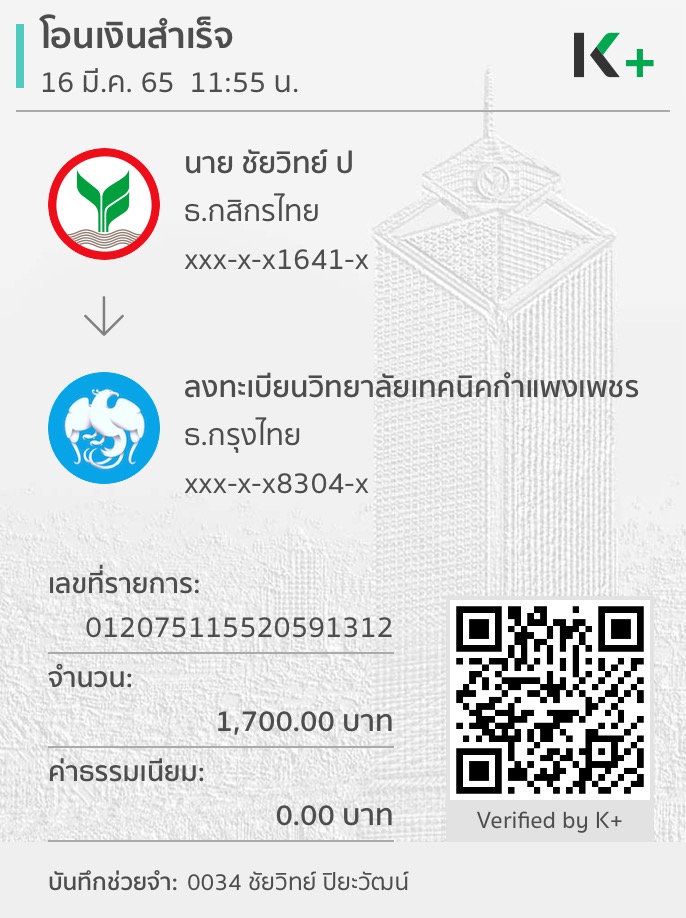 โอนเงินสำเร็จ
16 มี.ค. 65 11:55 น.
K+
นาย ชัยวิทย์ ป
ธ.กสิกรไทย
xxx-x-x1641-x
ลงทะเบียนวิทยาลัยเทคนิคกำแพงเพชร
ธ.กรุงไทย
xxx-x-x8304-x
เลขที่รายการ:
012075115520591312
จำนวน:
1,700.00 บาท
ค่าธรรมเนียม:
0.00 บาท
Verified by K+
บันทึกช่วยจำ: 0034 ชัยวิทย์ ปิยะวัฒน์